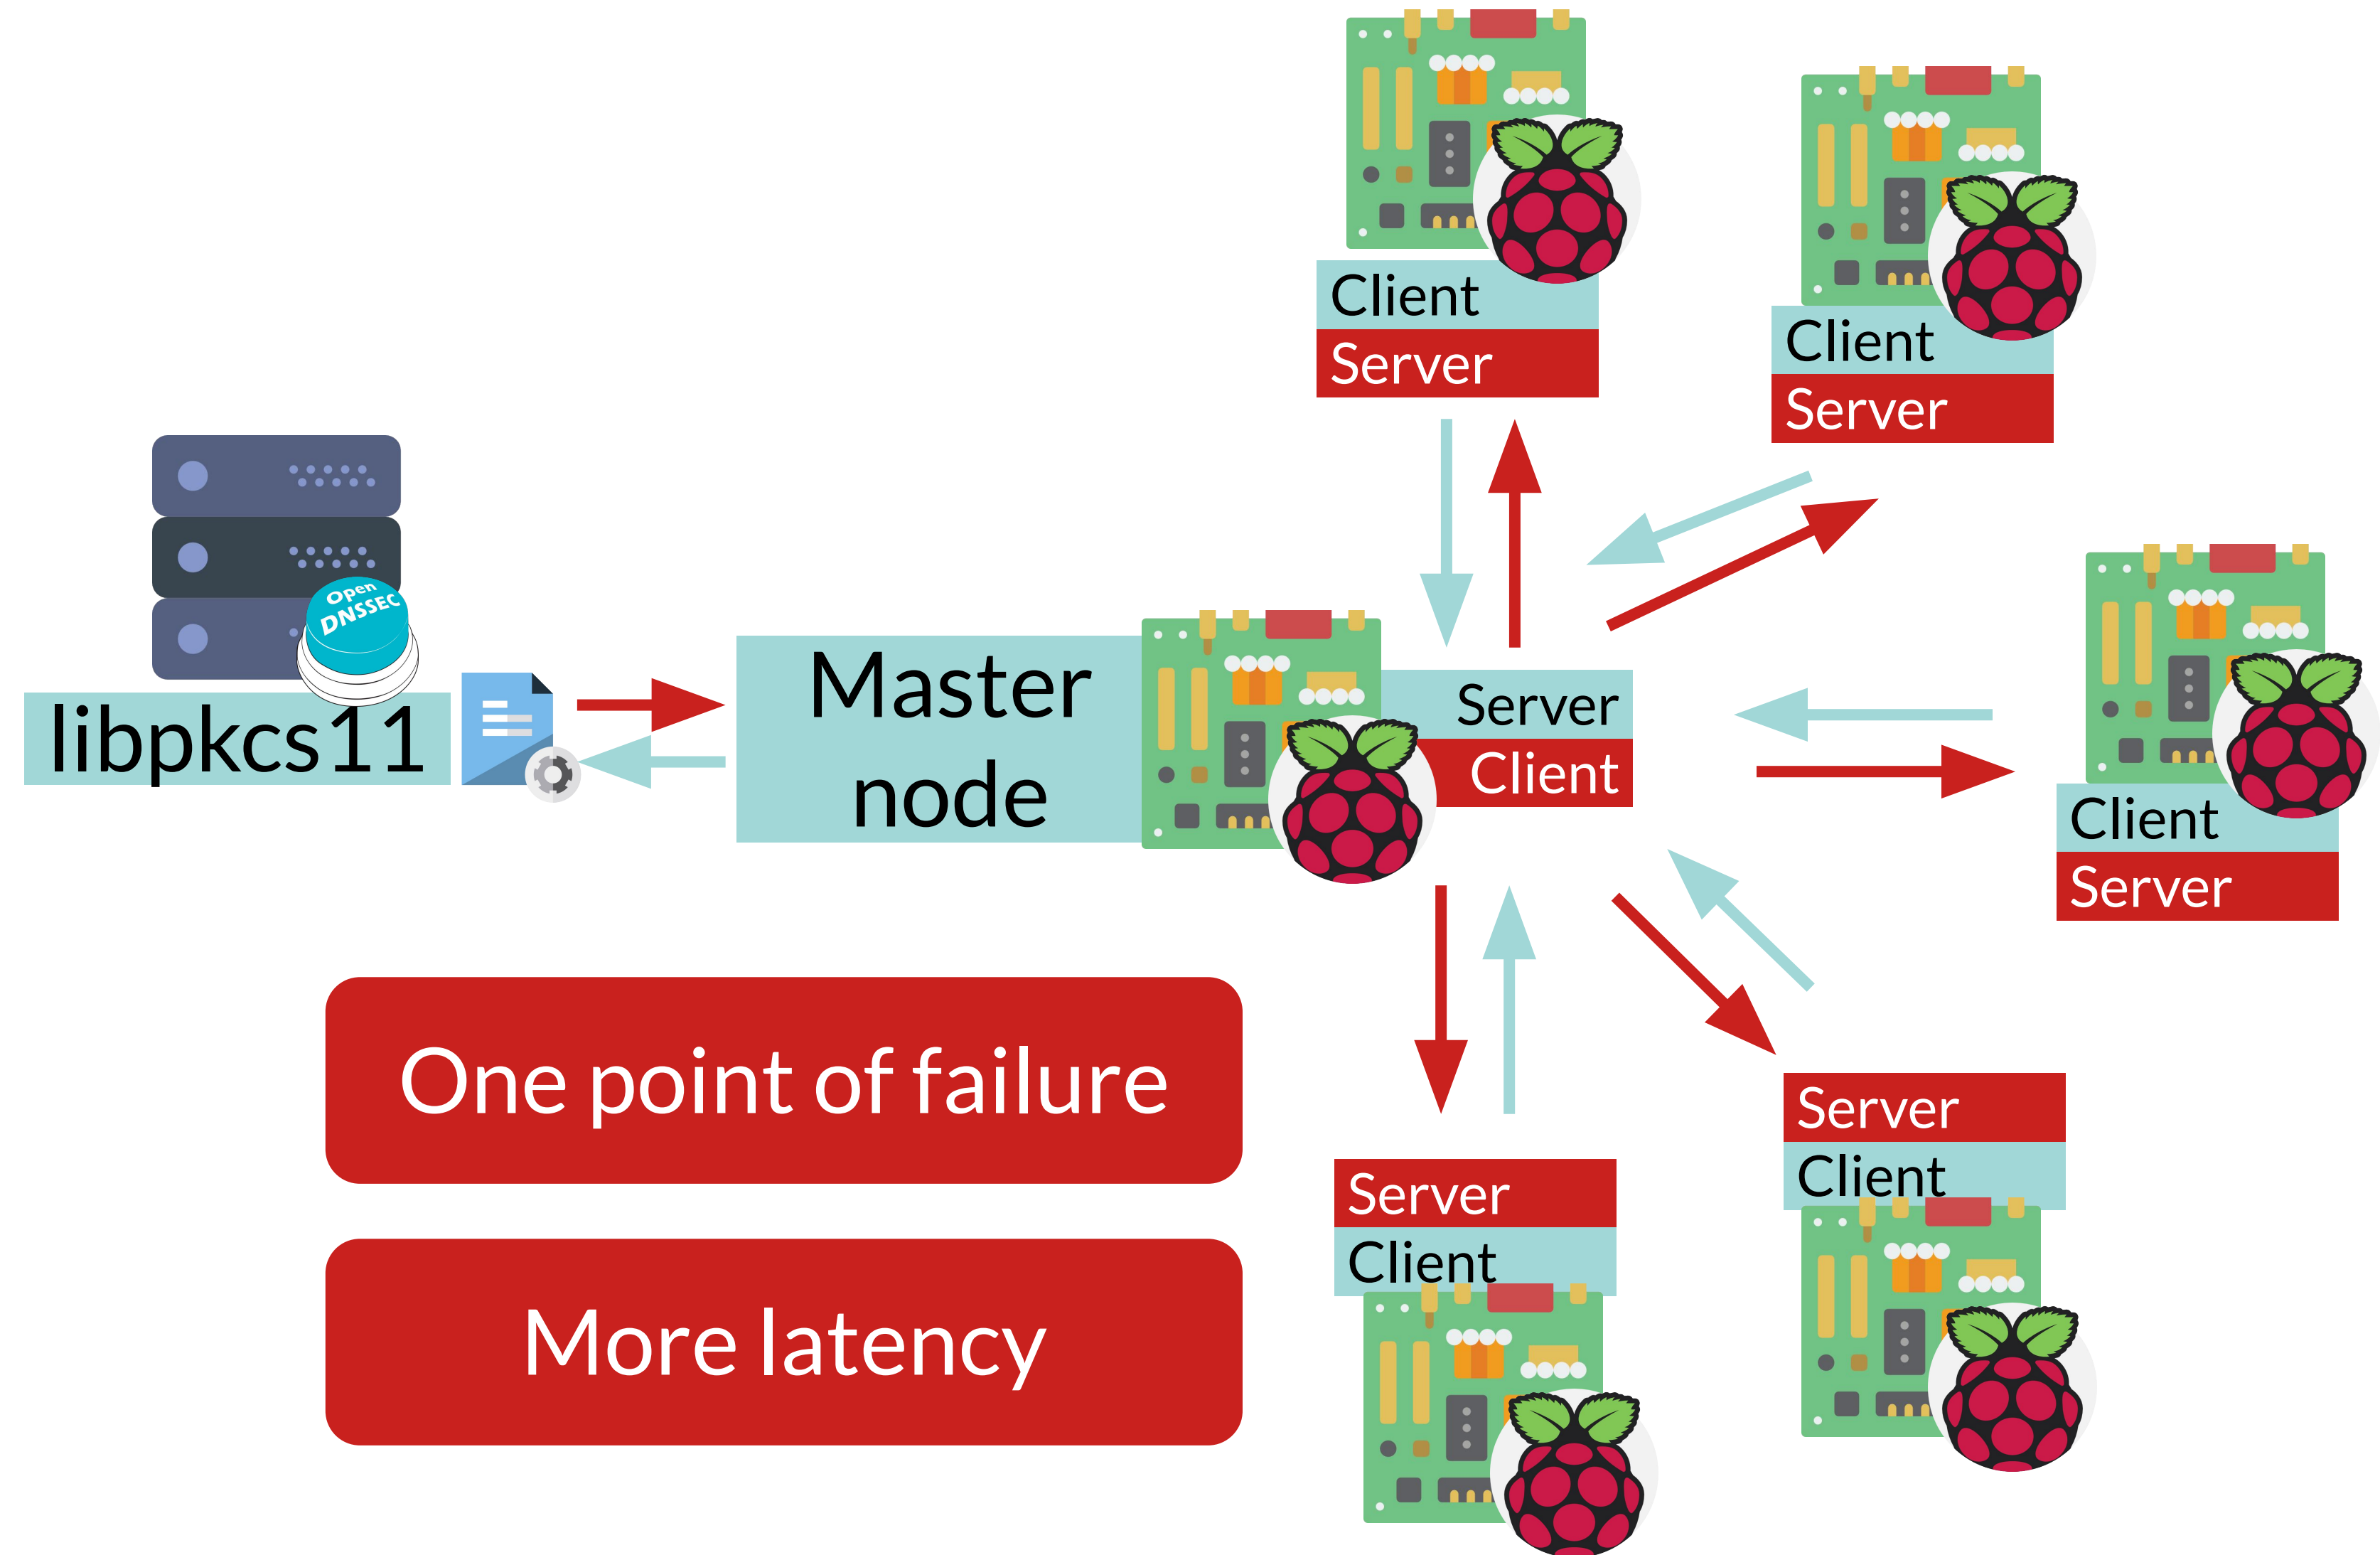 Client
Server
Client
Server
Open
DNSSEC
libpkcs11
Master
node
Server
Client
Client
Server
One point of failure
More latency
Server
Client
Server
Client